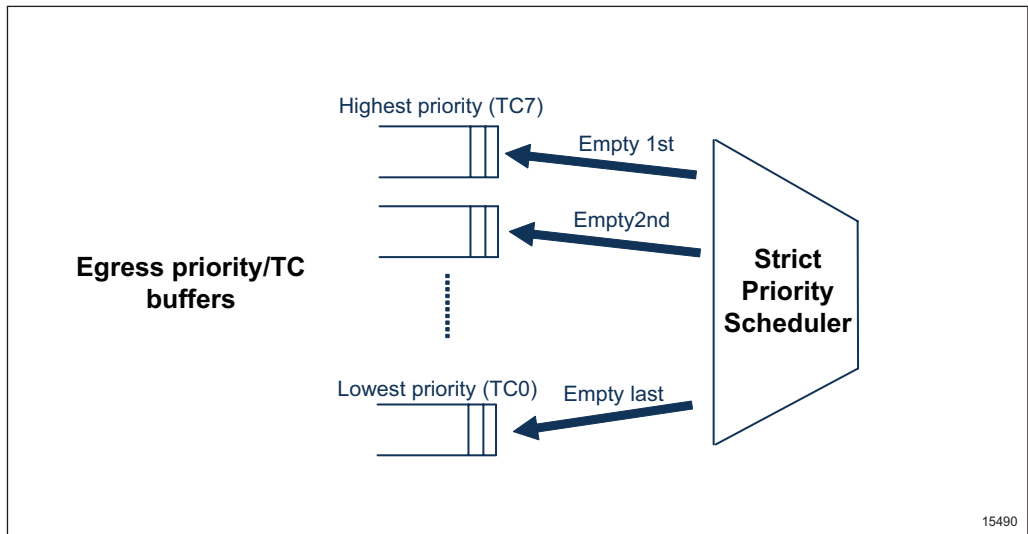 Highest priority (TC7)
Empty 1st
Empty2nd
Egress priority/TC
buffers
Strict
Priority
Scheduler
Lowest priority (TC0)
Empty last
15490